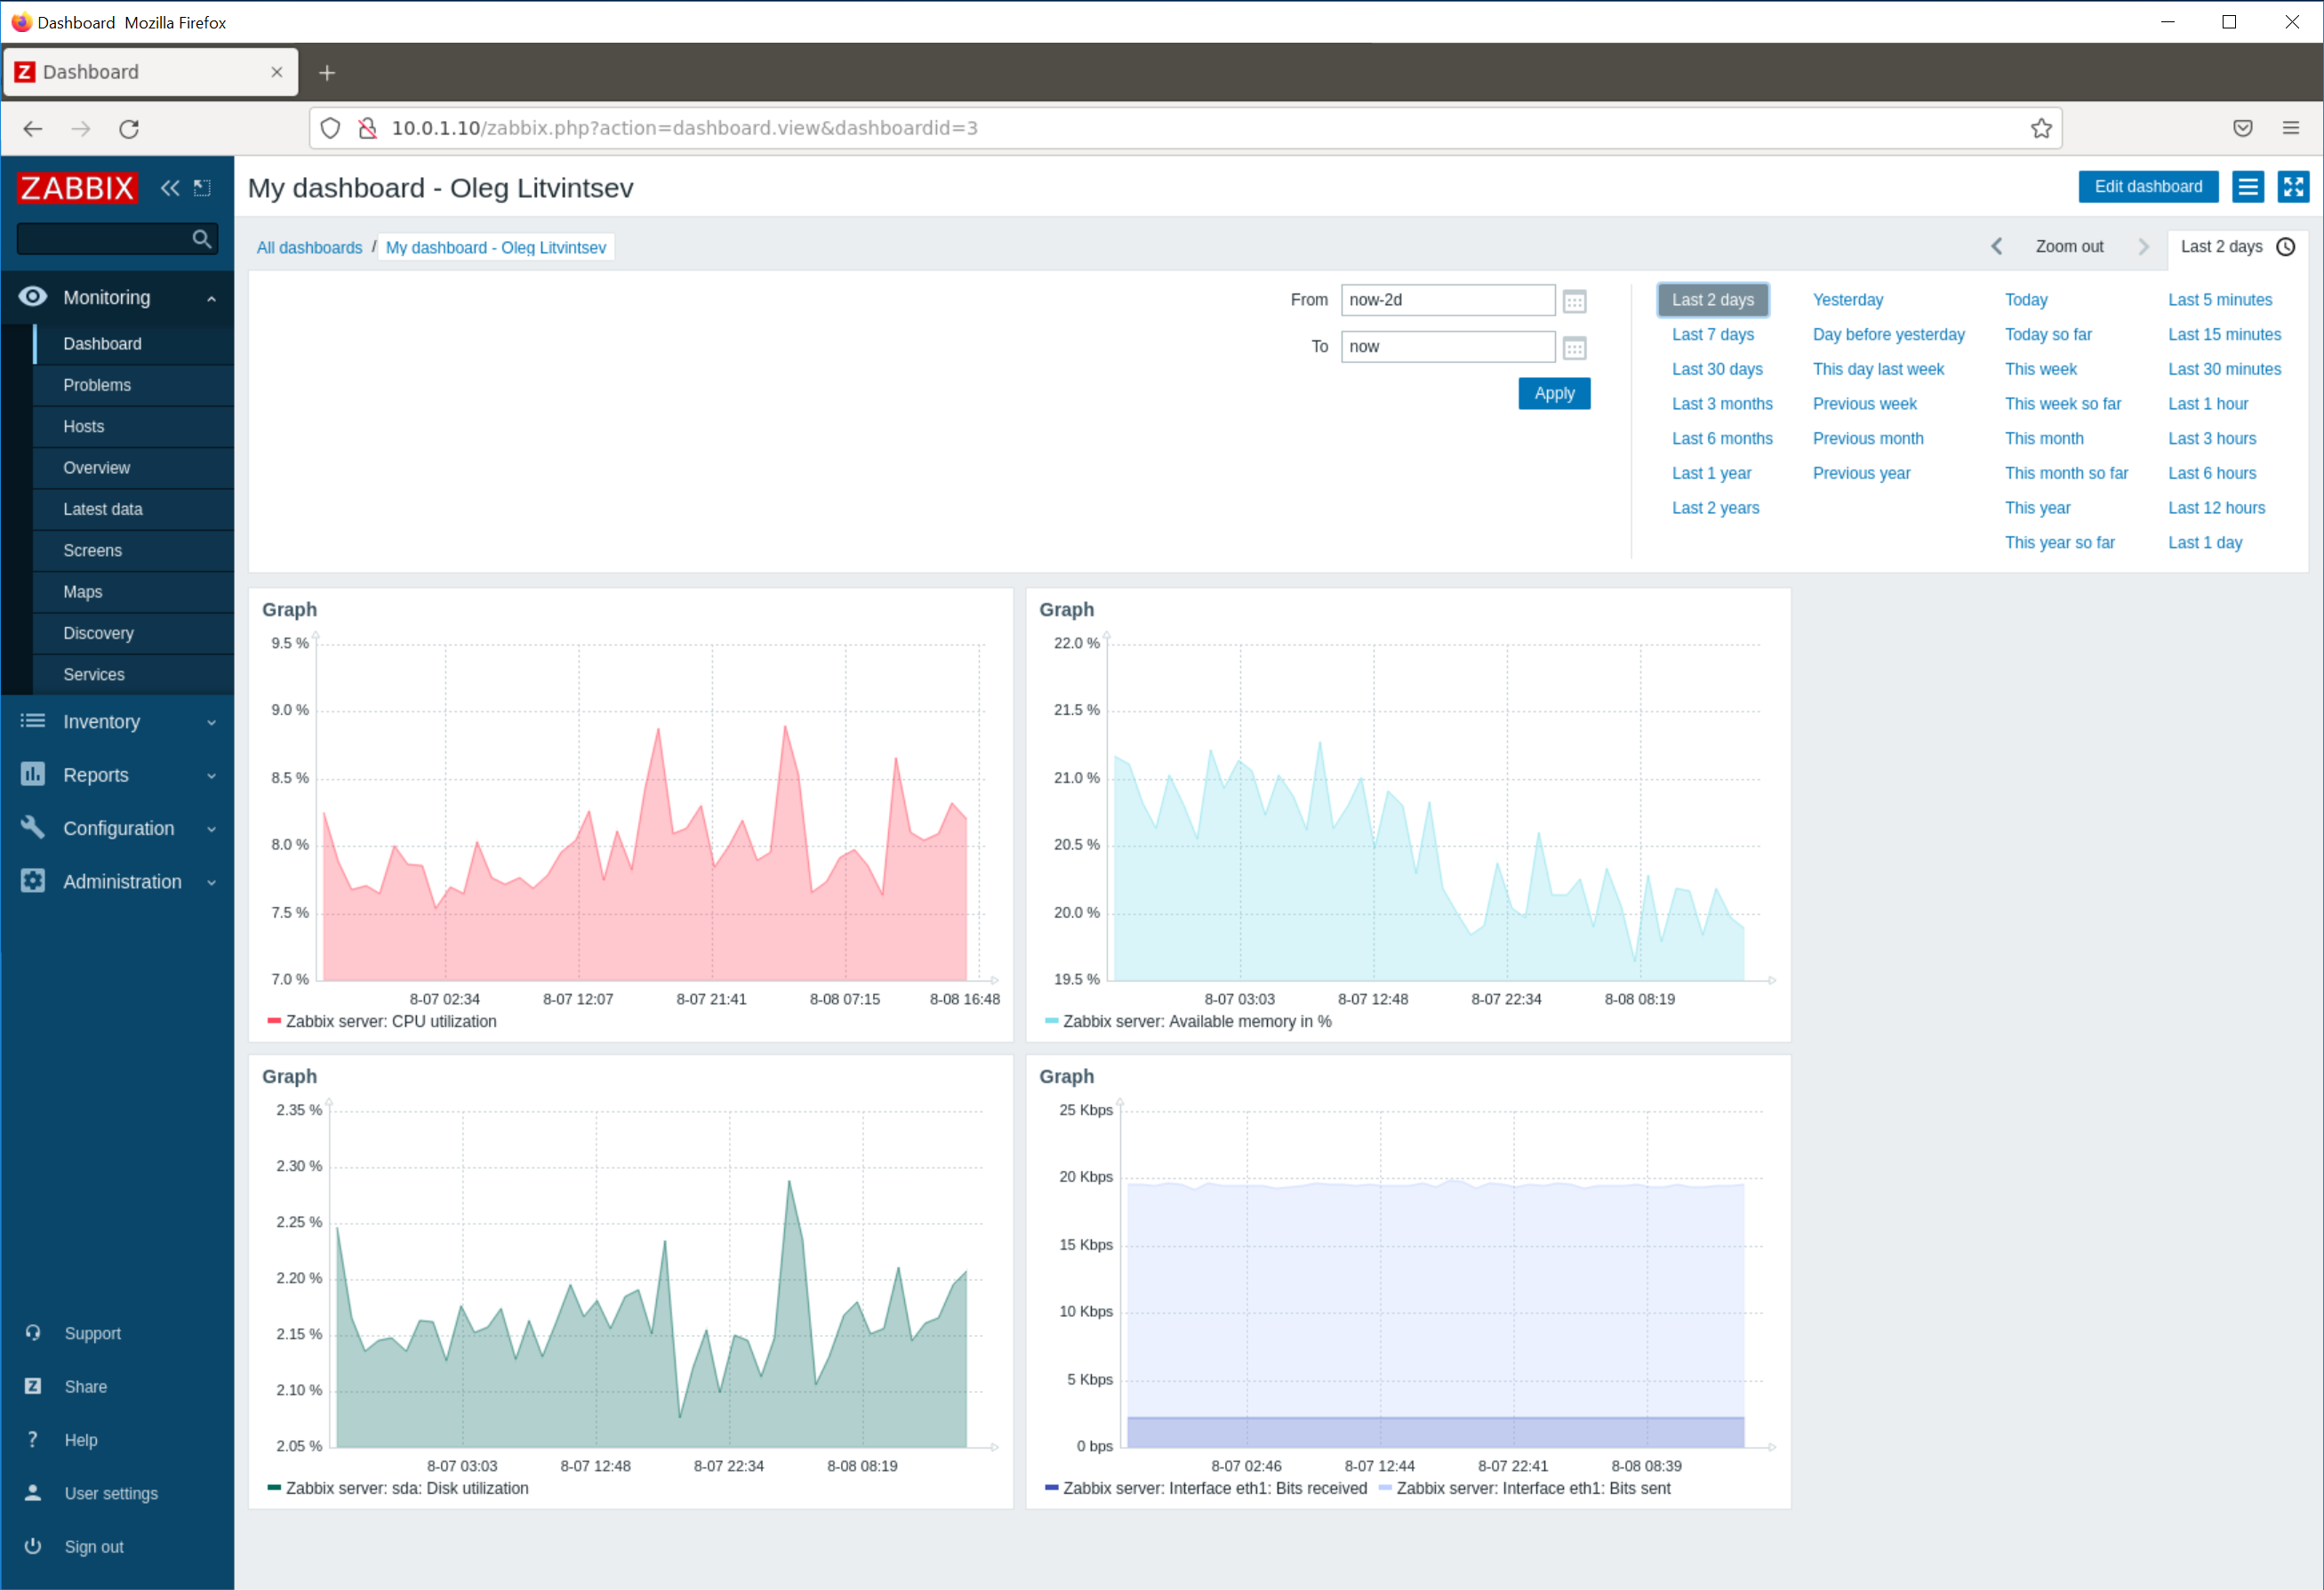 Dashboard  Mozilla Firefox
Z Dashboard
10.0.1.10/zabbix.php?action=dashboard.view&dashboardid=3
ZABBIX
My dashboard - Oleg Litvintsev
Edit dashboard
All dashboards / My dashboard - Oleg Litvintsev
Zoom out
Last 2 days
Monitoring
Dashboard
Problems
Hosts
Overview
Latest data
Screens
Maps
Discovery
Services
Inventory
Reports
Configuration
Administration
Support
Z Share
? Help
User settings
Sign out
From now-2d
To now
Apply
Last 2 days Yesterday Today Last 5 minutes
Last 7 days Day before yesterday Today so far Last 15 minutes
Last 30 days This day last week This week Last 30 minutes
Last 3 months Previous week This week so far Last 1 hour
Last 6 months Previous month This month Last 3 hours
Last 1 year Previous year This month so far Last 6 hours
Last 2 years This year Last 12 hours
This year so far Last 1 day
Graph
9.5 %
9.0 %
8.5 %
8.0 %
7.5 %
7.0 %
8-07 02:34 8-07 12:07 8-07 21:41 8-08 07:15 8-08 16:48
Zabbix server: CPU utilization
Graph
22.0 %
21.5 %
21.0 %
20.5 %
20.0 %
19.5 %
8-07 03:03 8-07 12:48 8-07 22:34 8-08 08:19
Zabbix server: Available memory in %
Graph
2.35 %
2.30 %
2.25 %
2.20 %
2.15 %
2.10 %
2.05 %
8-07 03:03 8-07 12:48 8-07 22:34 8-08 08:19
Zabbix server: sda: Disk utilization
Graph
25 Kbps
20 Kbps
15 Kbps
10 Kbps
5 Kbps
0 bps
8-07 02:46 8-07 12:44 8-07 22:41 8-08 08:39
Zabbix server: Interface eth1: Bits received Zabbix server: Interface eth1: Bits sent